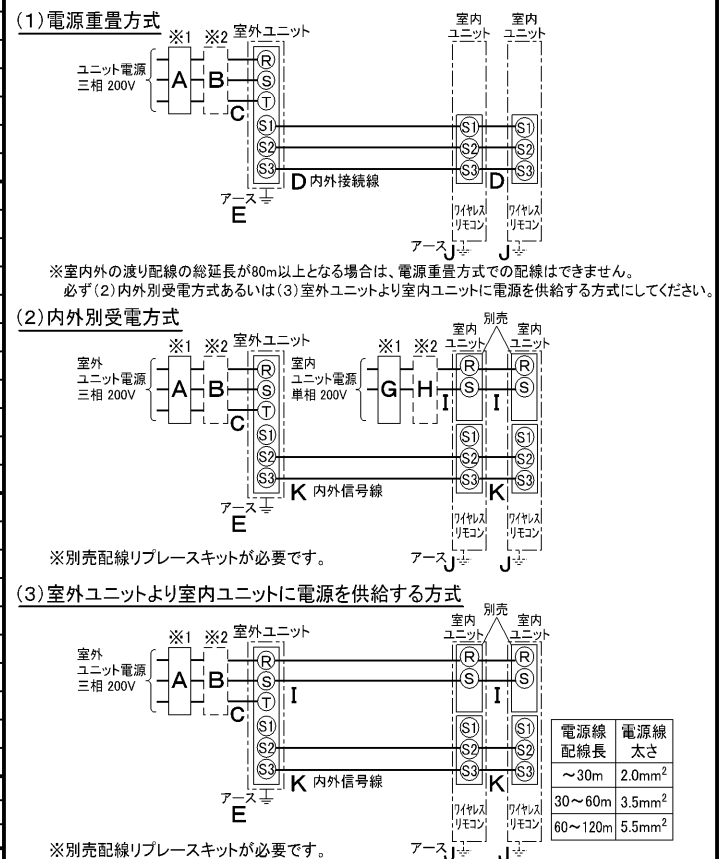 (1)電源重畳方式
※1 ※2 室外ユニット
室内ユニット 室内ユニット
ユニット電源
三相 200V
A B C
R
S
T
S1 S1 S1
S2 S2 S2
S3 S3 S3
D 内外接続線 D
アース
E
ワイヤレスリモコン ワイヤレスリモコン
アース J J
※室内外の渡り配線の総延長が80m以上となる場合は、電源重畳方式での配線はできません。
必ず(2)内外別受電方式あるいは(3)室外ユニットより室内ユニットに電源を供給する方式にしてください。
(2)内外別受電方式
※1 ※2 室外ユニット
※1 ※2 室内ユニット 別売 室内ユニット
室外
ユニット電源
三相 200V
A B C
室内
ユニット電源
単相 200V
G H I I
R R R
S S S
T
S1 S1 S1
S2 S2 S2
S3 S3 S3
K 内外信号線 K
アース
E
ワイヤレスリモコン ワイヤレスリモコン
※別売配線リプレースキットが必要です。
アース J J
(3)室外ユニットより室内ユニットに電源を供給する方式
※1 ※2 室外ユニット
室内ユニット 別売 室内ユニット
室外
ユニット電源
三相 200V
A B C
R R R
S S S
T
I I
S1 S1 S1
S2 S2 S2
S3 S3 S3
K 内外信号線 K
アース
E
ワイヤレスリモコン ワイヤレスリモコン
※別売配線リプレースキットが必要です。
アース J J
電源線配線長 電源線太さ
～30m 2.0mm²
30～60m 3.5mm²
60～120m 5.5mm²